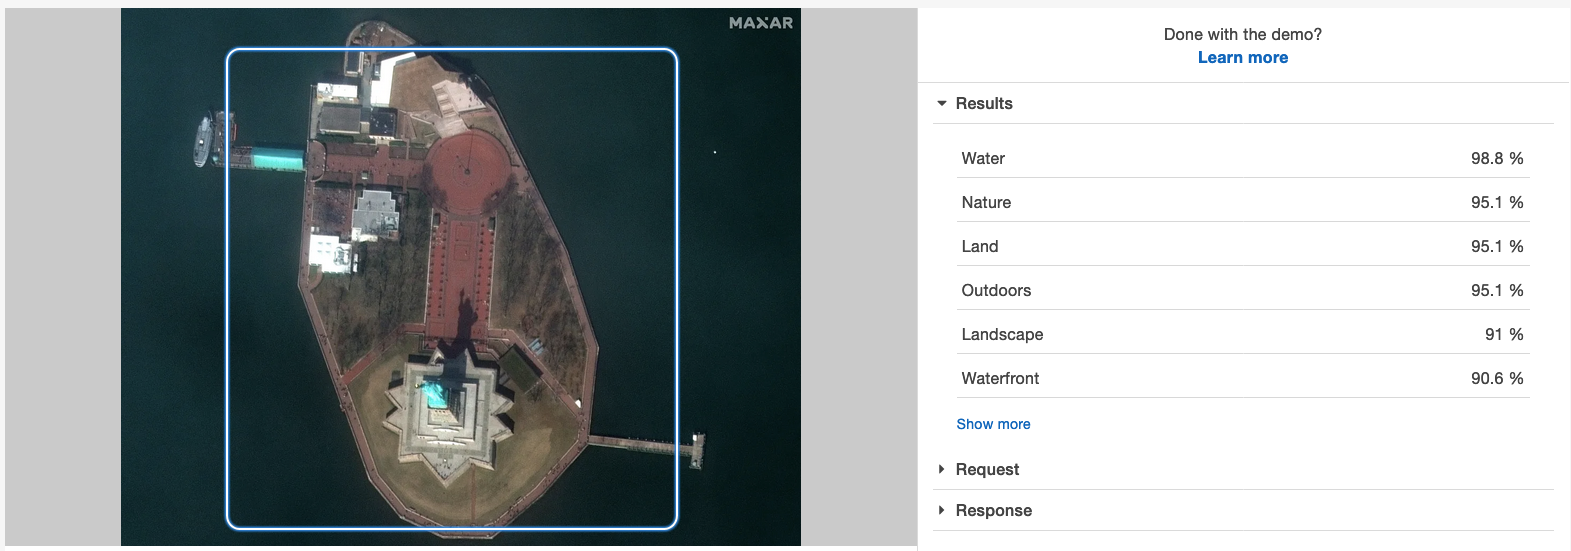 MAXAR
Done with the demo?
Learn more
Results
Water 98.8 %
Nature 95.1 %
Land 95.1 %
Outdoors 95.1 %
Landscape 91 %
Waterfront 90.6 %
Show more
Request
Response